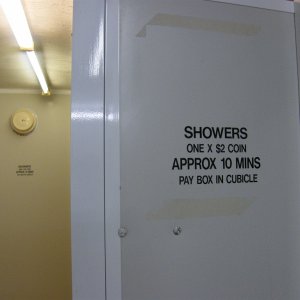 SHOWERS
ONE X $2 COIN
APPROX 10 MINS
PAY BOX IN CUBICLE